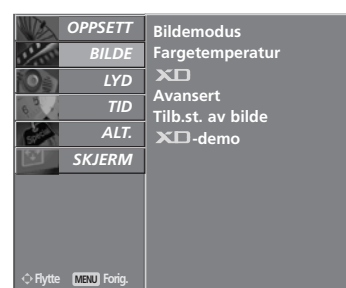 OPPSETT
BILDE
LYD
TID
ALT.
SKJERM
Bildemodus
Fargetemperatur
XD
Avansert
Tilb.st. av bilde
XD-demo
Flytte MENU Forig.